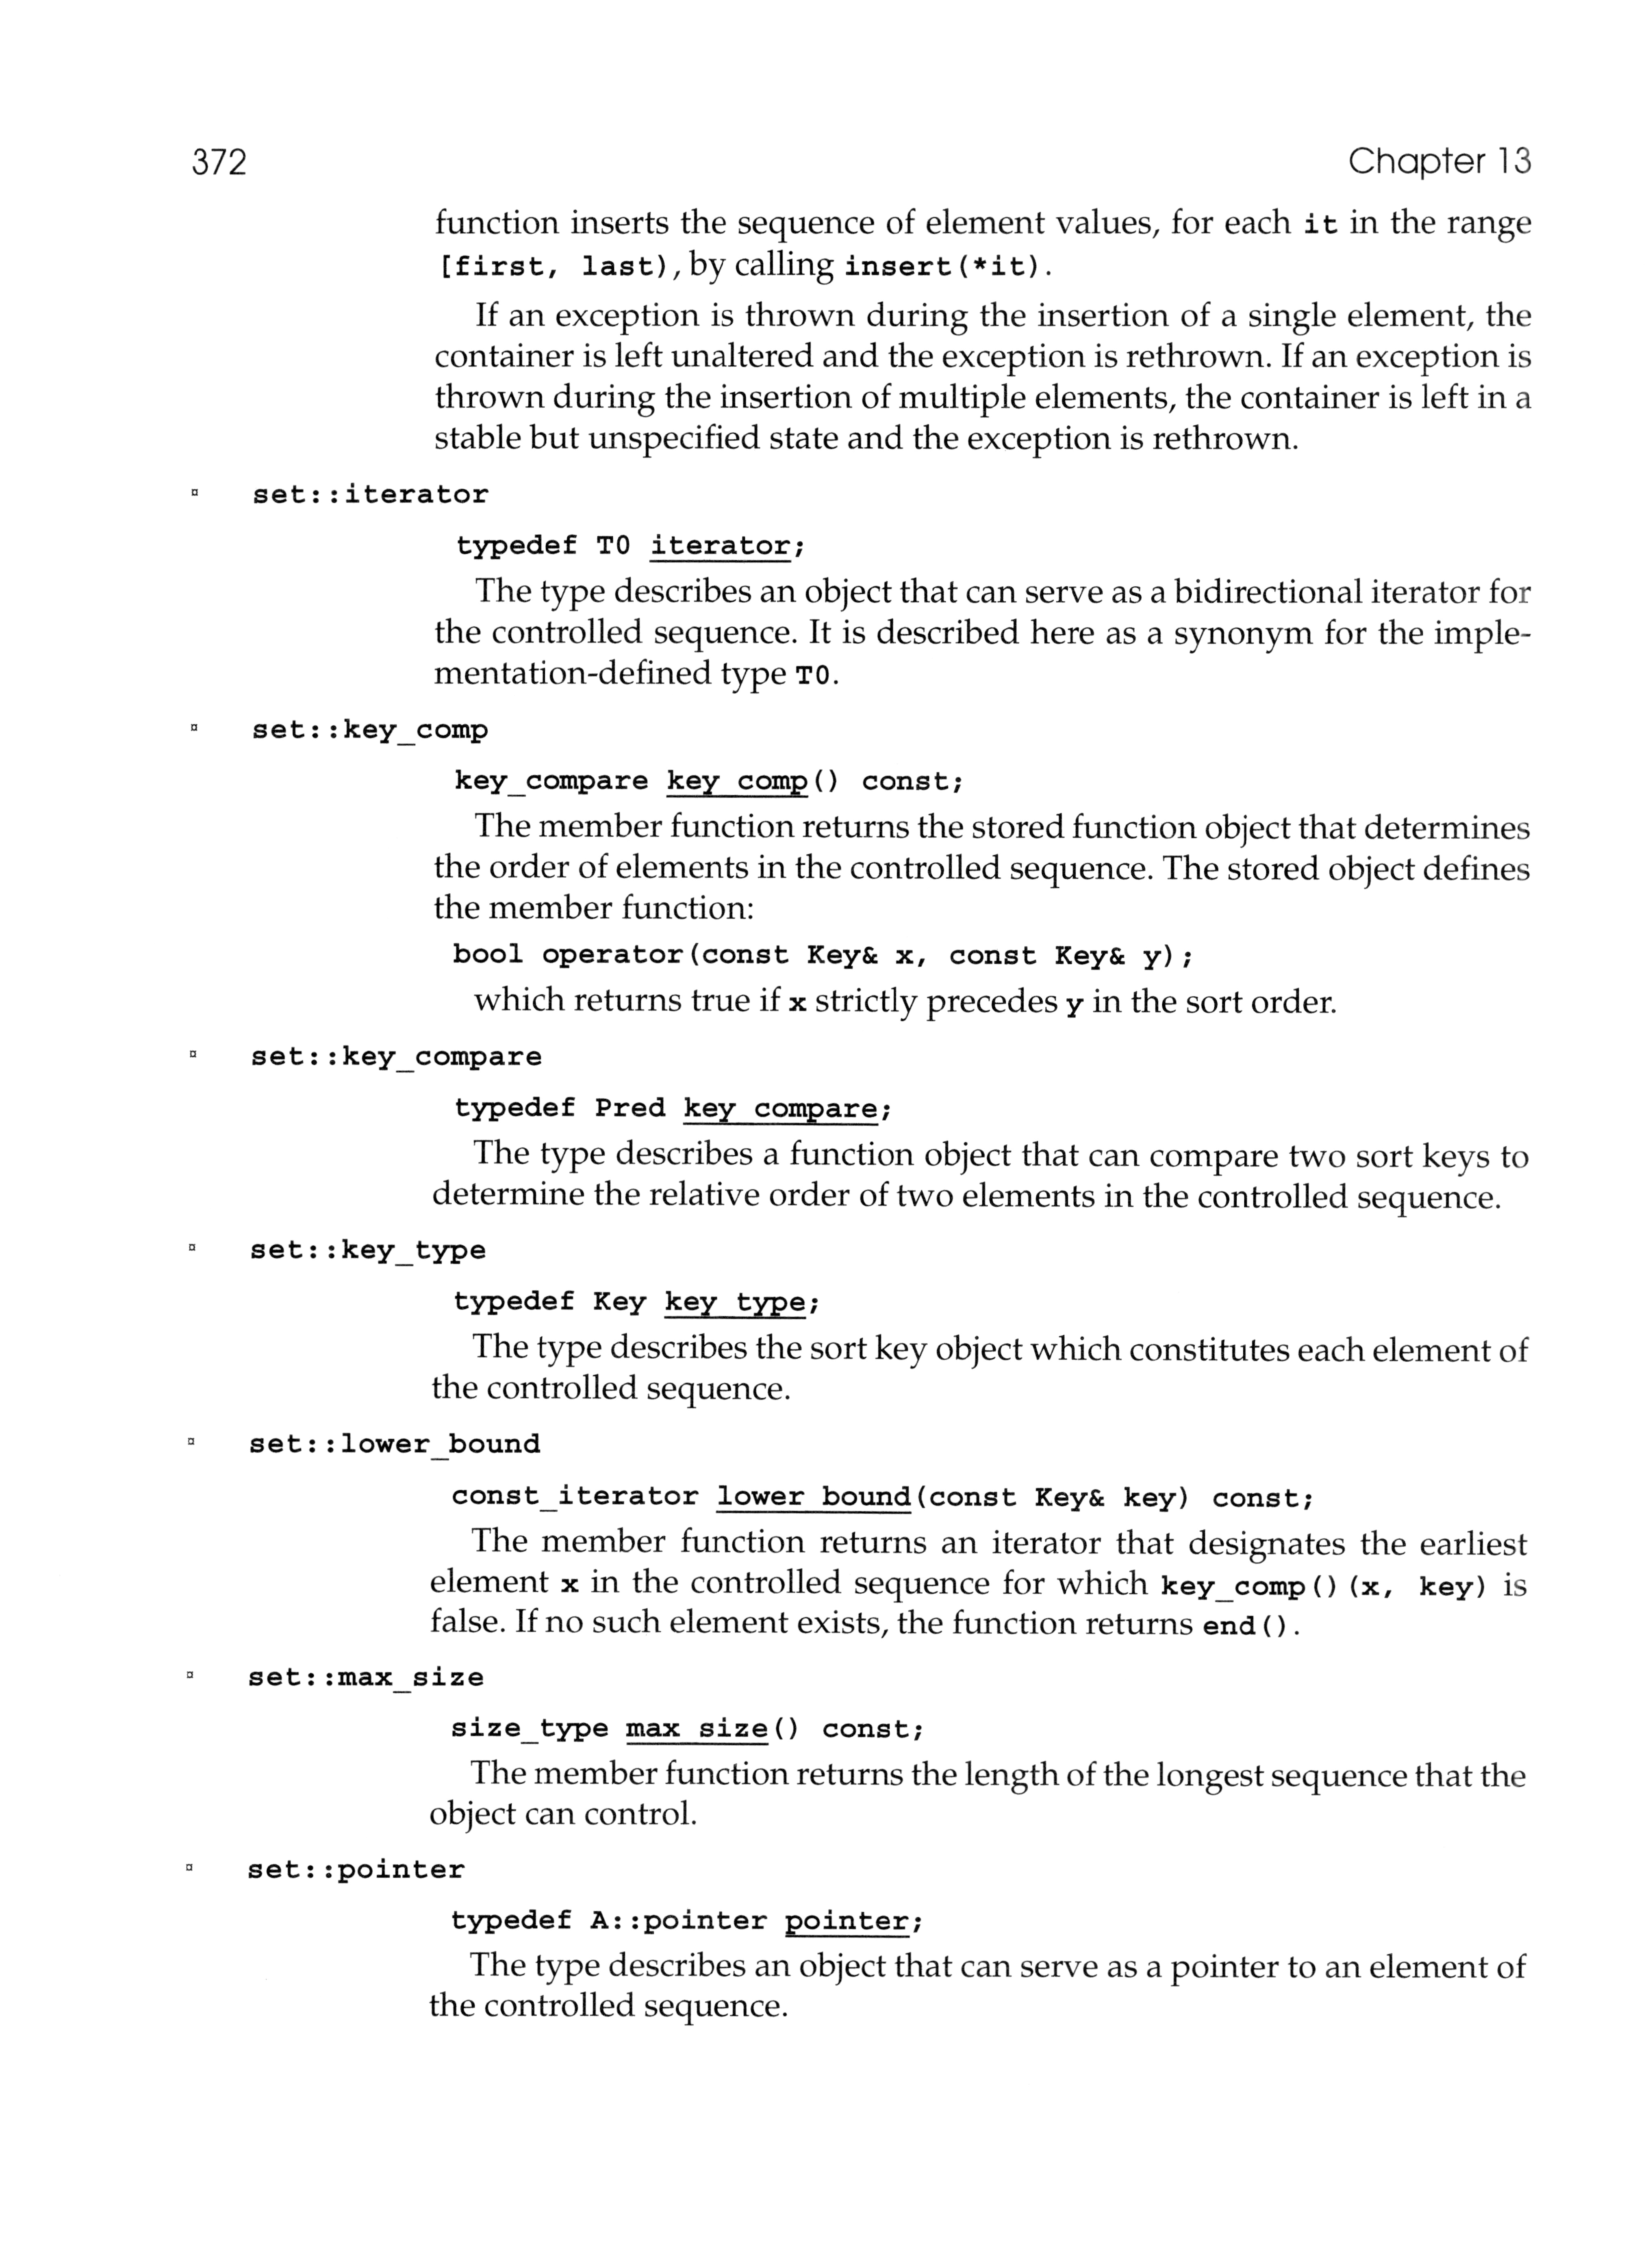 372 Chapter 13
function inserts the sequence of element values, for each it in the range
[first, last), by calling insert(*it).
If an exception is thrown during the insertion of a single element, the
container is left unaltered and the exception is rethrown. If an exception is
thrown during the insertion of multiple elements, the container is left in a
stable but unspecified state and the exception is rethrown.
▫ set::iterator
typedef T0 iterator;
The type describes an object that can serve as a bidirectional iterator for
the controlled sequence. It is described here as a synonym for the imple-
mentation-defined type T0.
▫ set::key_comp
key_compare key_comp() const;
The member function returns the stored function object that determines
the order of elements in the controlled sequence. The stored object defines
the member function:
bool operator(const Key& x, const Key& y);
which returns true if x strictly precedes y in the sort order.
▫ set::key_compare
typedef Pred key_compare;
The type describes a function object that can compare two sort keys to
determine the relative order of two elements in the controlled sequence.
▫ set::key_type
typedef Key key_type;
The type describes the sort key object which constitutes each element of
the controlled sequence.
▫ set::lower_bound
const_iterator lower_bound(const Key& key) const;
The member function returns an iterator that designates the earliest
element x in the controlled sequence for which key_comp()(x, key) is
false. If no such element exists, the function returns end().
▫ set::max_size
size_type max_size() const;
The member function returns the length of the longest sequence that the
object can control.
▫ set::pointer
typedef A::pointer pointer;
The type describes an object that can serve as a pointer to an element of
the controlled sequence.